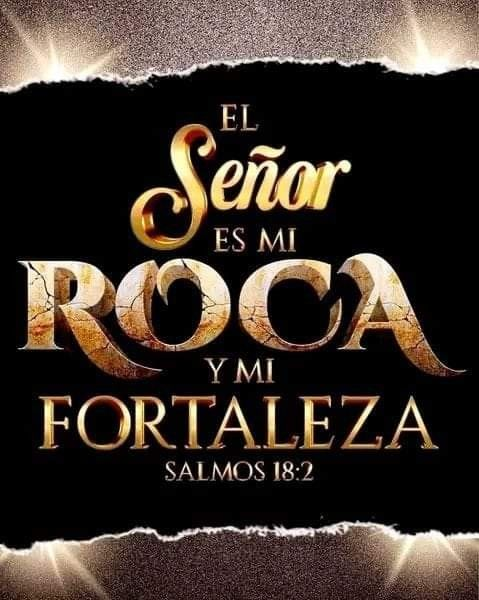 EL
Señor
ES MI
ROCA
Y MI
FORTALEZA
SALMOS 18:2